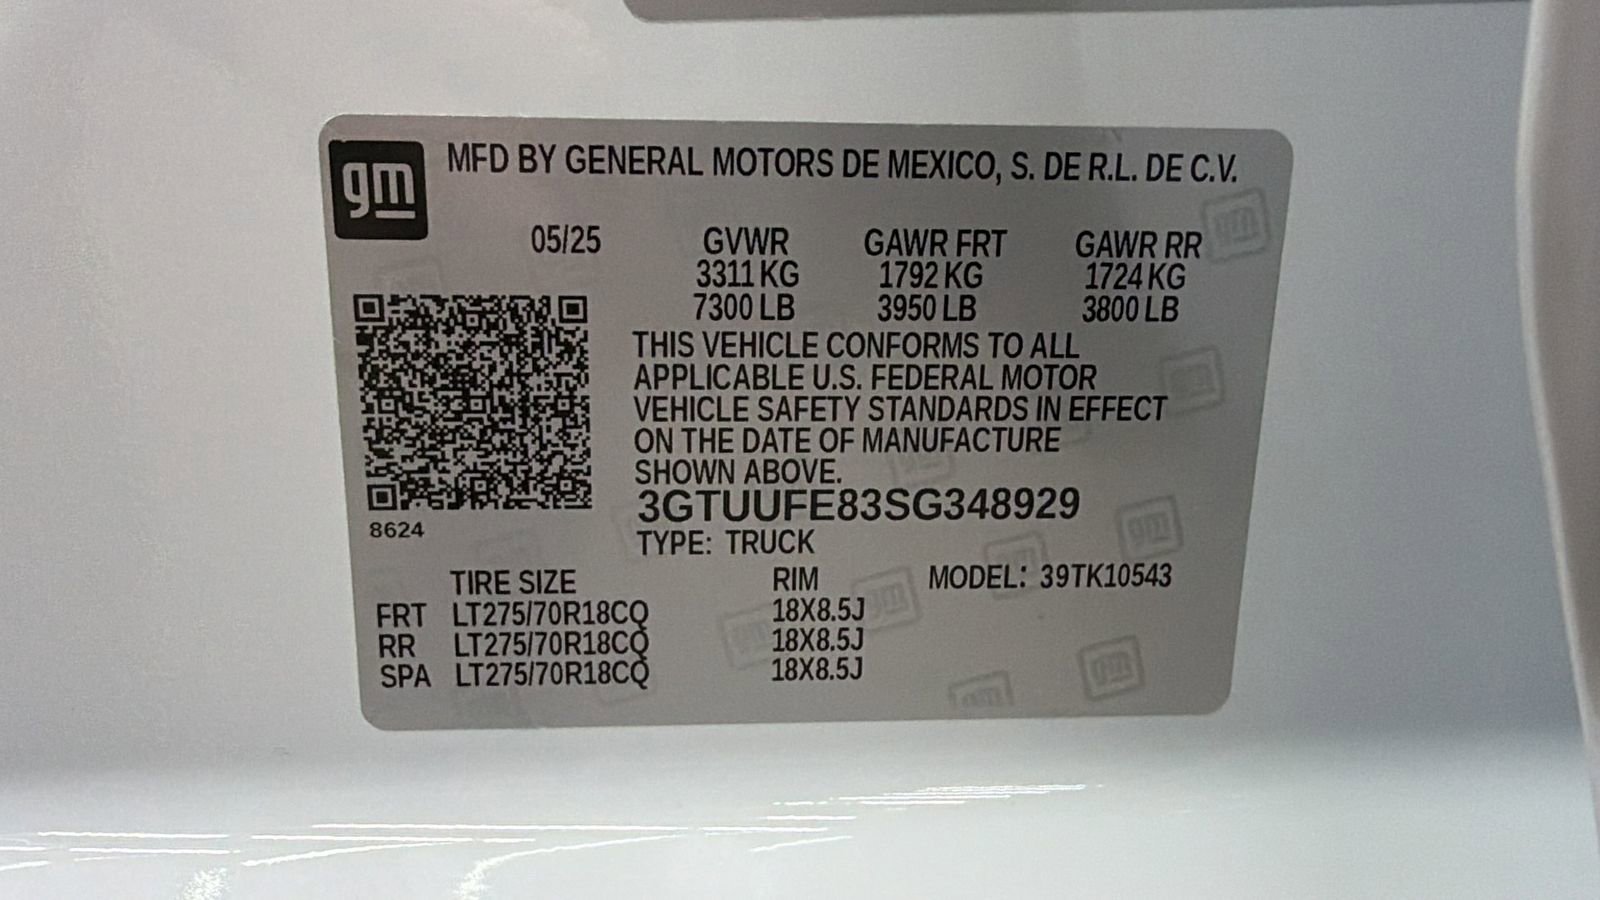 gm MFD BY GENERAL MOTORS DE MEXICO, S. DE R.L. DE C.V.
05/25 GVWR GAWR FRT GAWR RR
3311 KG 1792 KG 1724 KG
7300 LB 3950 LB 3800 LB
THIS VEHICLE CONFORMS TO ALL
APPLICABLE U.S. FEDERAL MOTOR
VEHICLE SAFETY STANDARDS IN EFFECT
ON THE DATE OF MANUFACTURE
SHOWN ABOVE.
3GTUUFE83SG348929
8624
TYPE: TRUCK
TIRE SIZE RIM MODEL: 39TK10543
FRT LT275/70R18CQ 18X8.5J
RR LT275/70R18CQ 18X8.5J
SPA LT275/70R18CQ 18X8.5J